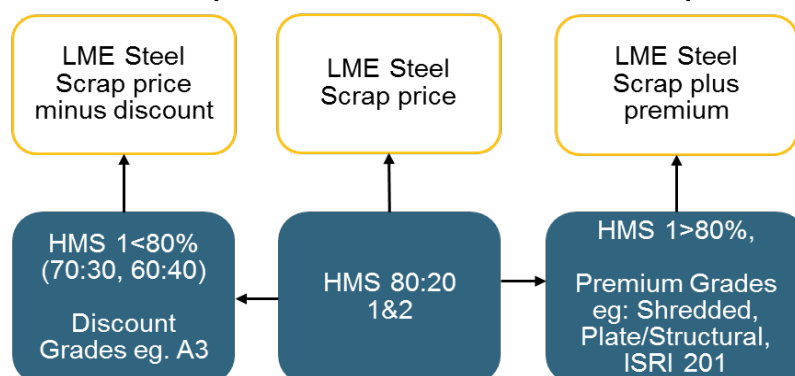 LME Steel
Scrap price
minus discount
LME Steel
Scrap price
LME Steel
Scrap plus
premium
HMS 1<80%
(70:30, 60:40)
Discount
Grades eg. A3
HMS 80:20
1&2
HMS 1>80%,
Premium Grades
eg: Shredded,
Plate/Structural,
ISRI 201